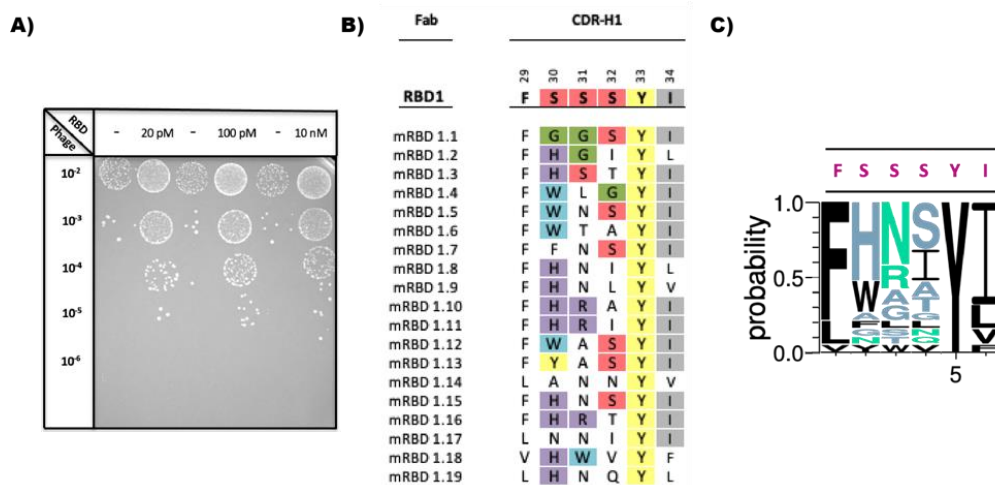 A)
RBD
Phage
- 20 pM - 100 pM - 10 nM
10-2
10-3
10-4
10-5
10-6
B)
Fab CDR-H1
29 30 31 32 33 34
RBD1 F S S S Y I
mRBD 1.1 F G G S Y I
mRBD 1.2 F H G I Y L
mRBD 1.3 F H S T Y I
mRBD 1.4 F W L G Y I
mRBD 1.5 F W N S Y I
mRBD 1.6 F W T A Y I
mRBD 1.7 F F N S Y I
mRBD 1.8 F H N I Y L
mRBD 1.9 F H N L Y V
mRBD 1.10 F H R A Y I
mRBD 1.11 F H R I Y I
mRBD 1.12 F W A S Y I
mRBD 1.13 F Y A S Y I
mRBD 1.14 L A N N Y V
mRBD 1.15 F H N S Y I
mRBD 1.16 F H R T Y I
mRBD 1.17 L N N I Y I
mRBD 1.18 V H W V Y F
mRBD 1.19 L H N Q Y L
C)
F S S S Y I
probability
1.0
0.5
0.0
F H N S Y I
W R I
L A A T L
5